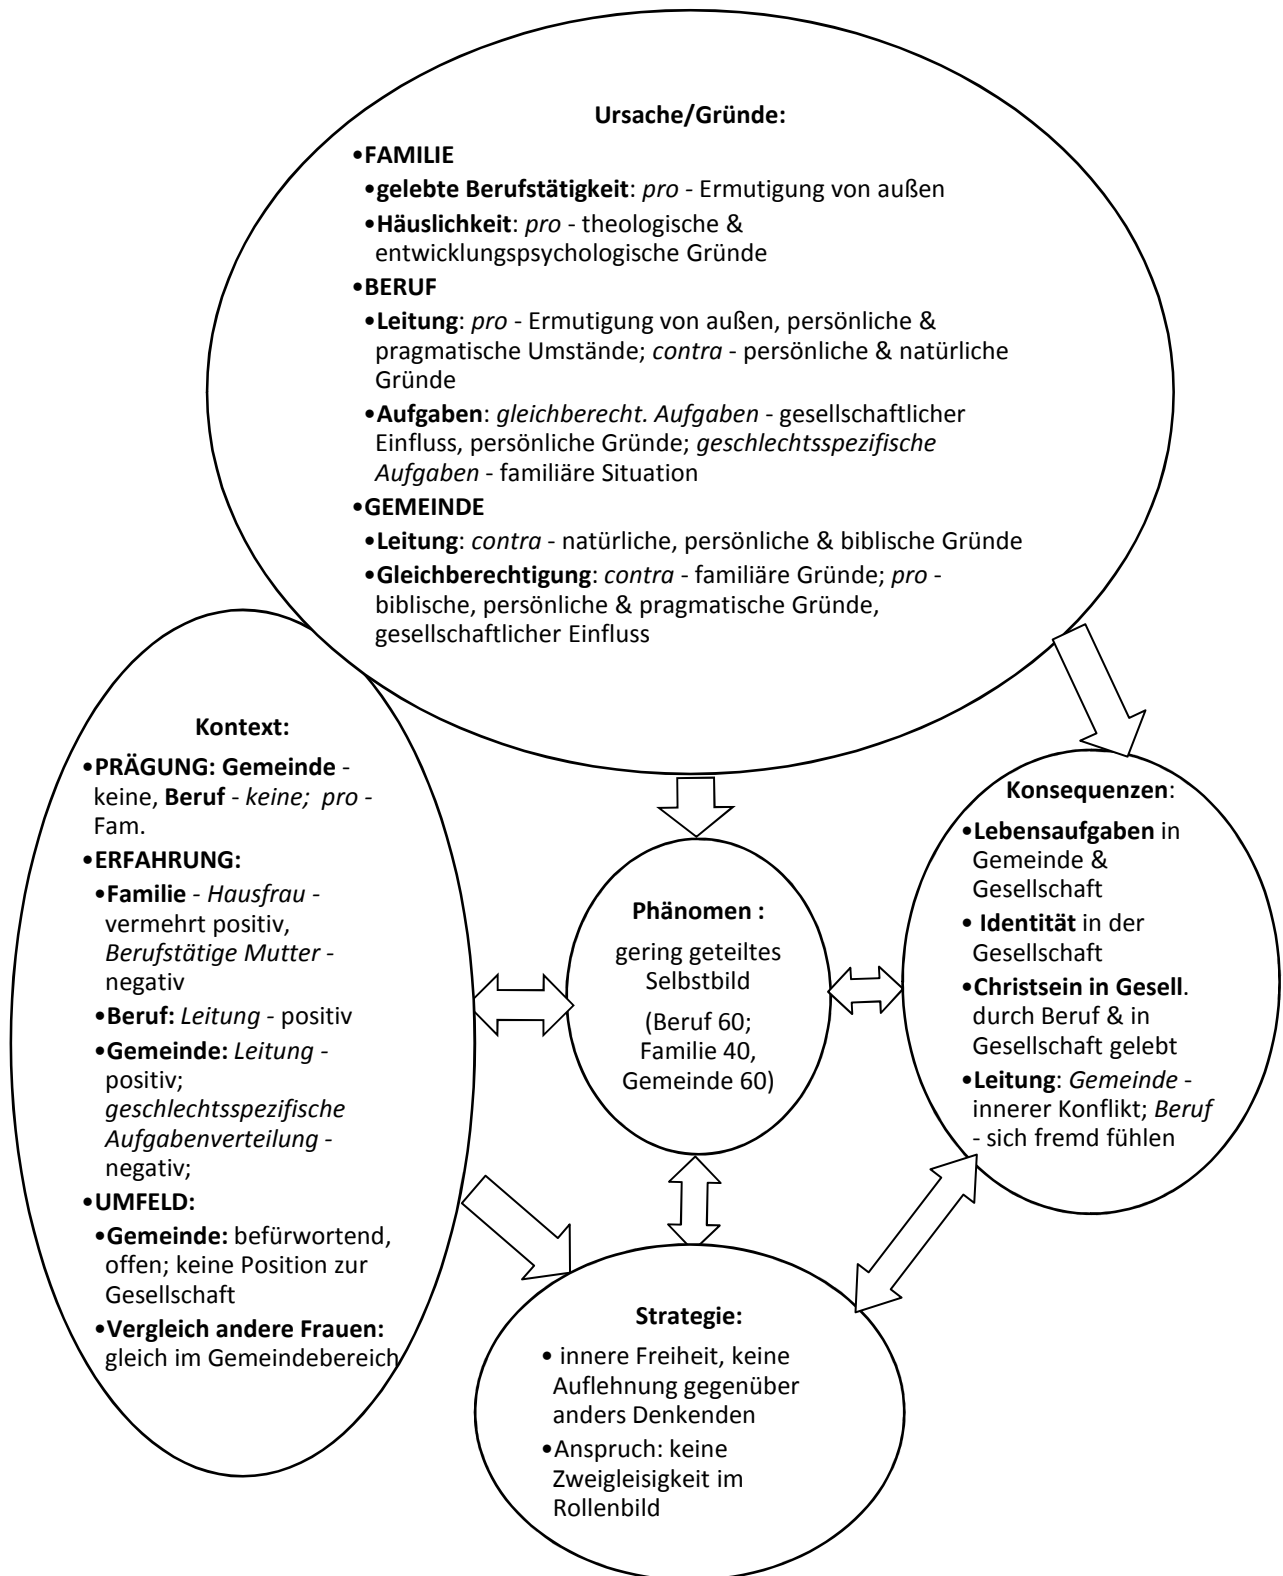 Ursache/Gründe:
•FAMILIE
•gelebte Berufstätigkeit: pro - Ermutigung von außen
•Häuslichkeit: pro - theologische &
entwicklungspsychologische Gründe
•BERUF
•Leitung: pro - Ermutigung von außen, persönliche &
pragmatische Umstände; contra - persönliche & natürliche
Gründe
•Aufgaben: gleichberecht. Aufgaben - gesellschaftlicher
Einfluss, persönliche Gründe; geschlechtsspezifische
Aufgaben - familiäre Situation
•GEMEINDE
•Leitung: contra - natürliche, persönliche & biblische Gründe
•Gleichberechtigung: contra - familiäre Gründe; pro -
biblische, persönliche & pragmatische Gründe,
gesellschaftlicher Einfluss
Kontext:
•PRÄGUNG: Gemeinde -
keine, Beruf - keine; pro -
Fam.
•ERFAHRUNG:
•Familie - Hausfrau -
vermehrt positiv,
Berufstätige Mutter -
negativ
•Beruf: Leitung - positiv
•Gemeinde: Leitung -
positiv;
geschlechtsspezifische
Aufgabenverteilung -
negativ;
•UMFELD:
•Gemeinde: befürwortend,
offen; keine Position zur
Gesellschaft
•Vergleich andere Frauen:
gleich im Gemeindebereich
Phänomen :
gering geteiltes
Selbstbild
(Beruf 60;
Familie 40,
Gemeinde 60)
Konsequenzen:
•Lebensaufgaben in
Gemeinde &
Gesellschaft
• Identität in der
Gesellschaft
•Christsein in Gesell.
durch Beruf & in
Gesellschaft gelebt
•Leitung: Gemeinde -
innerer Konflikt; Beruf
- sich fremd fühlen
Strategie:
• innere Freiheit, keine
Auflehnung gegenüber
anders Denkenden
•Anspruch: keine
Zweigleisigkeit im
Rollenbild